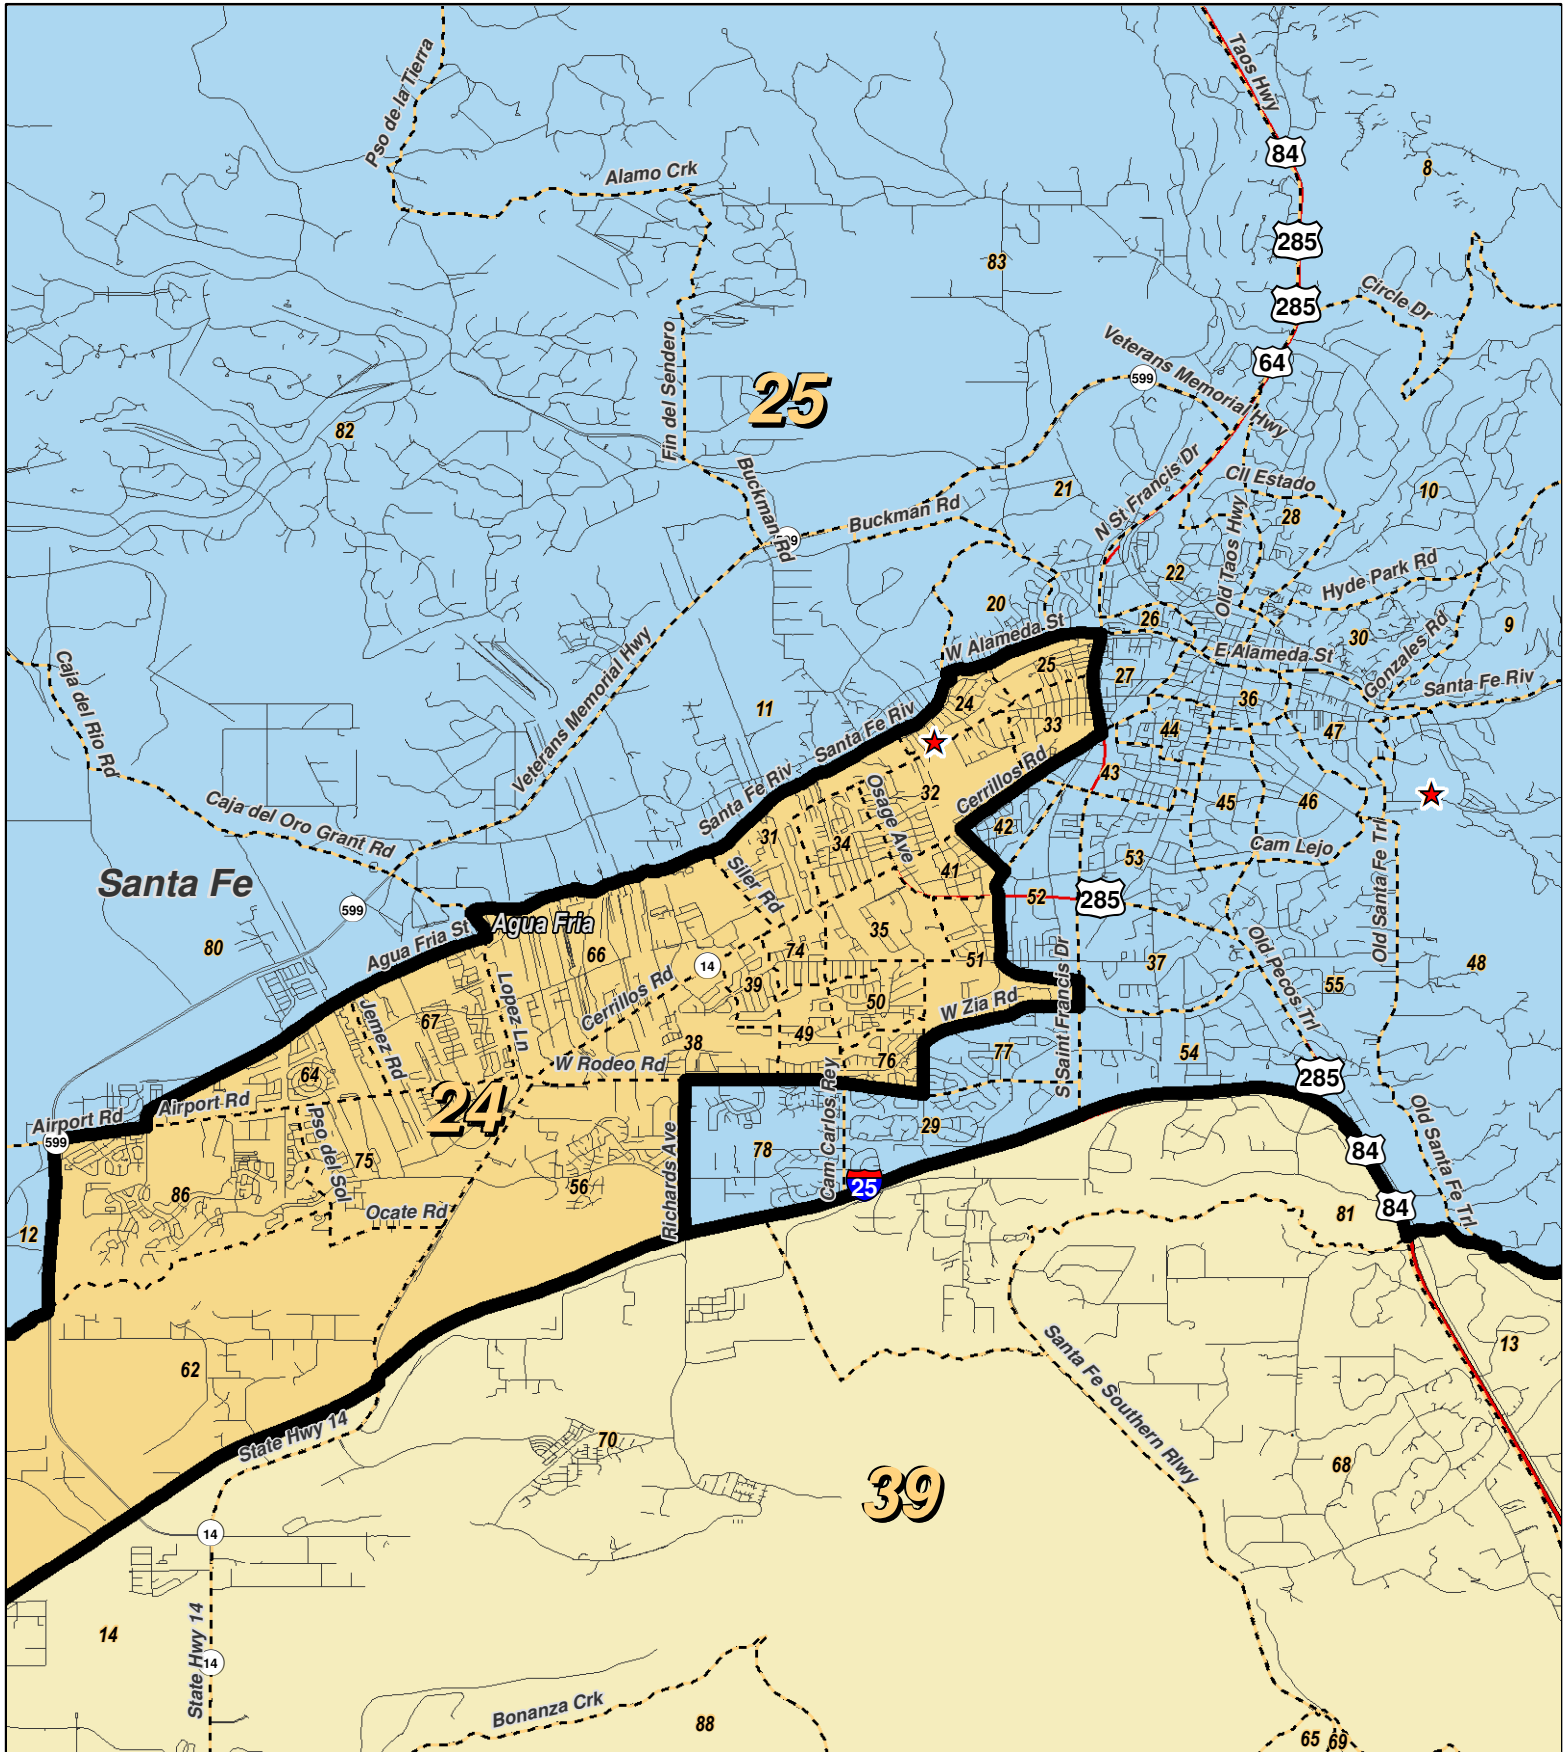 Taos Hwy
Pso de la Tierra
84
8
Alamo Crk
285
83
285
Circle Dr
Fin del Sendero
Veterans Memorial Hwy
64
599
25
82
N St Francis Dr
Buckman Rd
Cll Estado
21
10
Buckman Rd
28
Old Taos Hwy
22
Hyde Park Rd
20
26
W Alameda St
9
30
Gonzales Rd
E Alameda St
Veterans Memorial Hwy
25
27
Caja del Rio Rd
Santa Fe Riv
36
24
11
33
44
47
Santa Fe Riv
43
Osage Ave
32
Cerrillos Rd
Santa Fe Riv
45
46
Caja del Oro Grant Rd
42
31
34
Cam Lejo
53
Siler Rd
41
Santa Fe
52
285
Old Santa Fe Trl
599
Agua Fria
35
Agua Fria St
80
66
74
Old Pecos Trl
14
51
37
48
39
Lopez Ln
55
50
Cerrillos Rd
W Zia Rd
S Saint Francis Dr
Jemez Rd
67
49
38
76
77
54
W Rodeo Rd
64
285
24
Airport Rd
Airport Rd
599
Cam Carlos Rey
29
Old Santa Fe Trl
Richards Ave
78
84
Pso del Sol
75
56
25
86
Ocate Rd
84
81
12
13
62
Santa Fe Southern Rlwy
State Hwy 14
70
68
39
14
14
State Hwy 14
14
Bonanza Crk
88
65
69